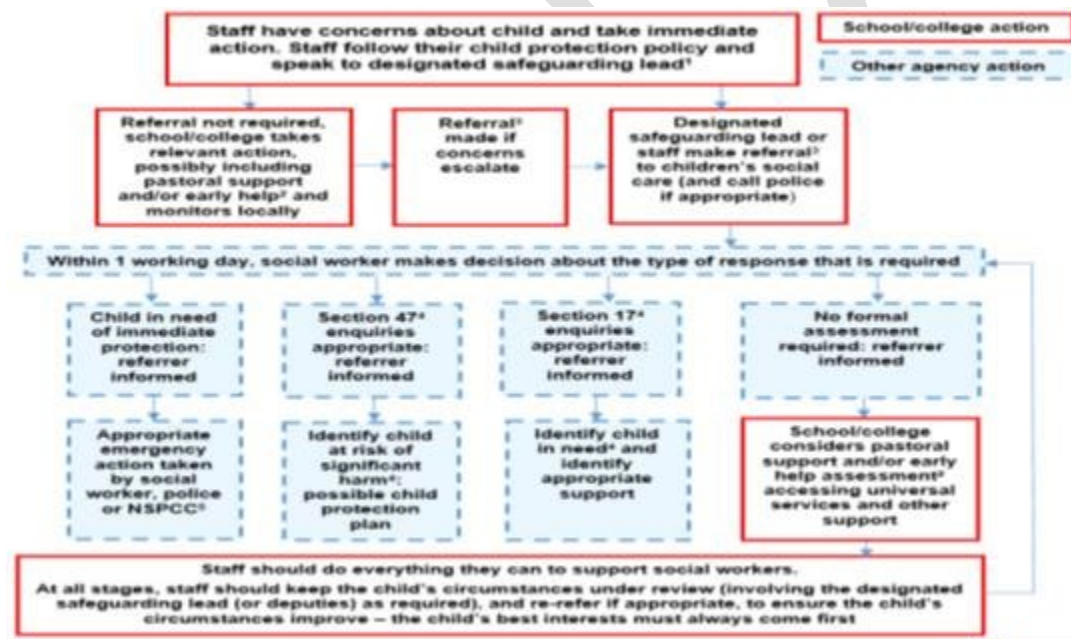 Staff have concerns about child and take immediate
action. Staff follow their child protection policy and
speak to designated safeguarding lead¹
School/college action
Other agency action
Referral not required,
school/college takes
relevant action,
possibly including
pastoral support
and/or early help² and
monitors locally
Referral³
made if
concerns
escalate
Designated
safeguarding lead or
staff make referral³
to children's social
care (and call police
if appropriate)
Within 1 working day, social worker makes decision about the type of response that is required
Child in need
of immediate
protection:
referrer
informed
Section 47⁴
enquiries
appropriate:
referrer
informed
Section 17⁴
enquiries
appropriate:
referrer
informed
No formal
assessment
required: referrer
informed
Appropriate
emergency
action taken
by social
worker, police
or NSPCC⁵
Identify child
at risk of
significant
harm⁴:
possible child
protection
plan
Identify child
in need⁴ and
identify
appropriate
support
School/college
considers pastoral
support and/or early
help assessment²
accessing universal
services and other
support
Staff should do everything they can to support social workers.
At all stages, staff should keep the child's circumstances under review (involving the designated
safeguarding lead (or deputies) as required), and re-refer if appropriate, to ensure the child's
circumstances improve – the child's best interests must always come first